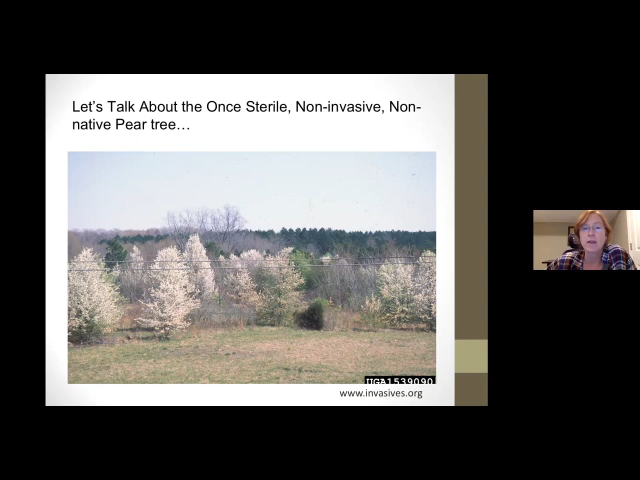 Let’s Talk About the Once Sterile, Non-invasive, Non-
native Pear tree…
UGA1539090
www.invasives.org